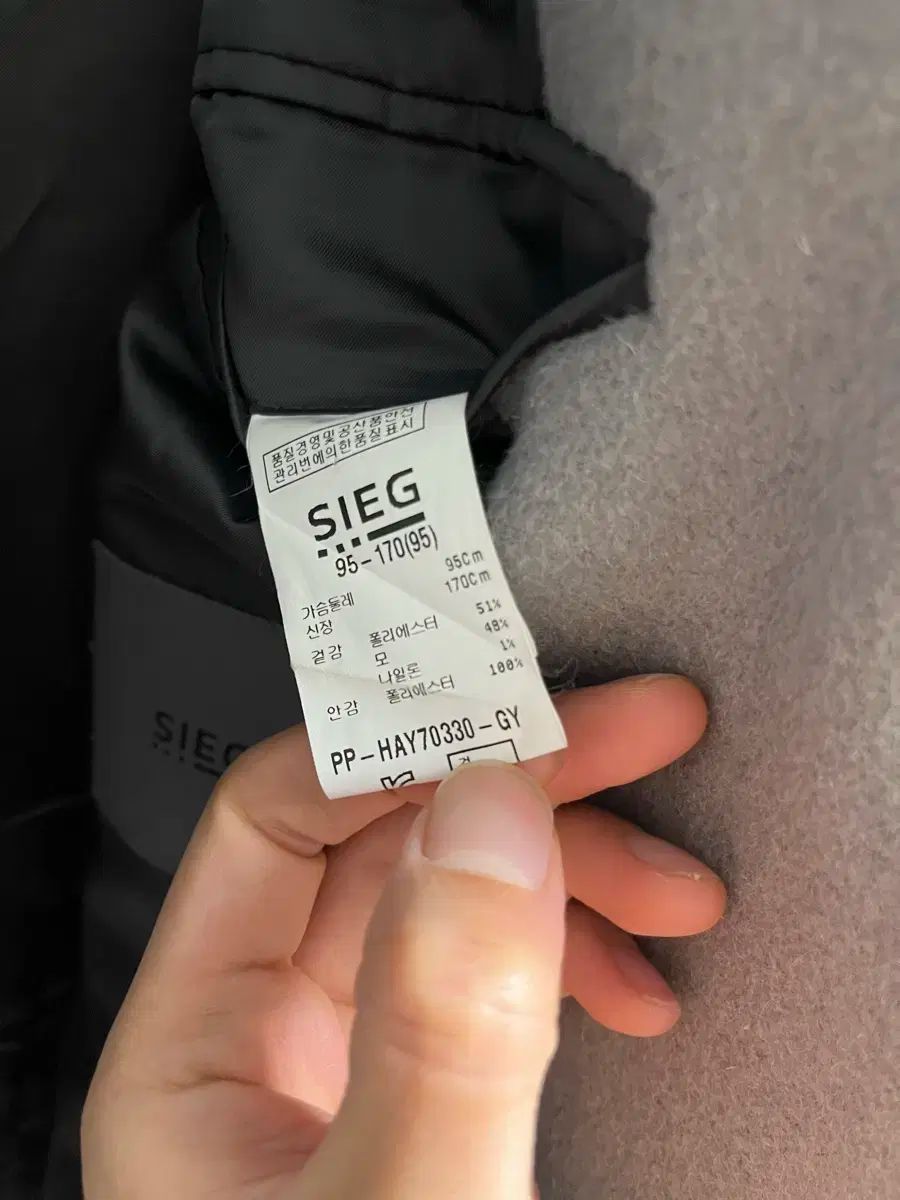 품질경영및공산품안전
관리법에의한품질표시
SIEG
95-170(95)
가슴둘레 95Cm
신장 170Cm
겉감 폴리에스터 51%
모 48%
나일론 1%
안감 폴리에스터 100%
PP-HAY70330-GY
SIEG